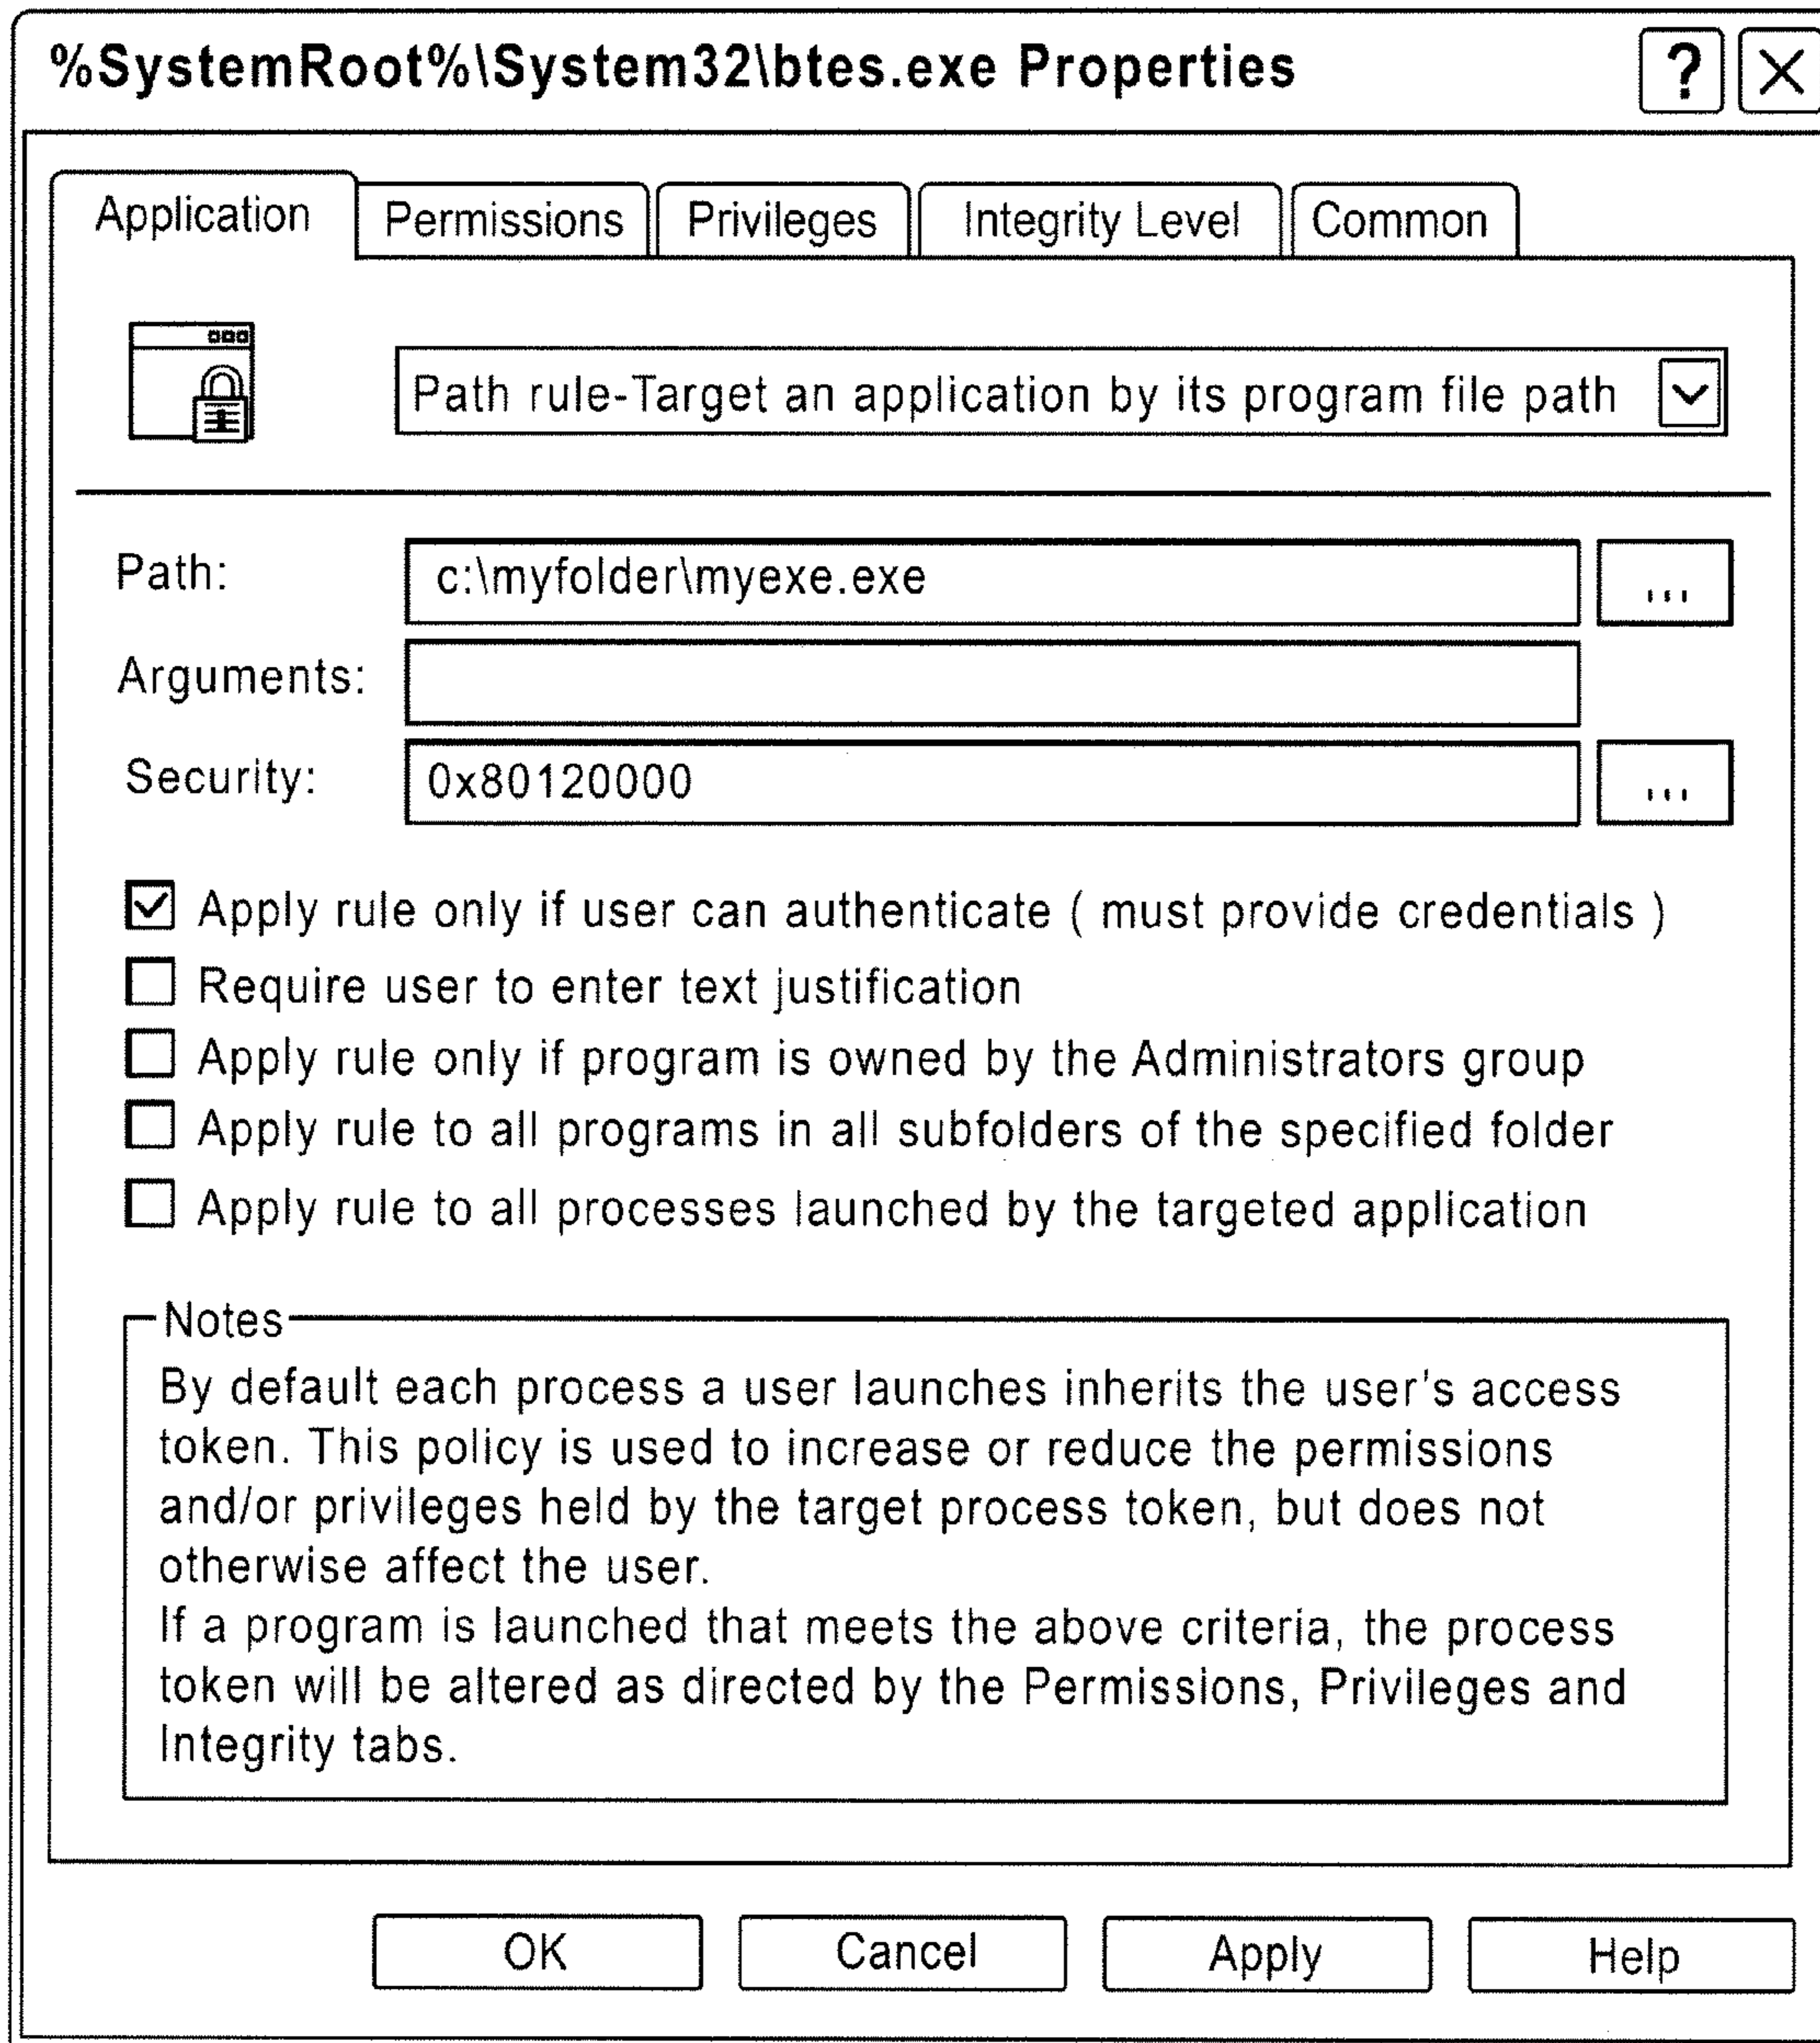 %SystemRoot%\System32\btes.exe Properties ? X
Application Permissions Privileges Integrity Level Common
Path rule-Target an application by its program file path
Path: c:\myfolder\myexe.exe ...
Arguments:
Security: 0x80120000 ...
Apply rule only if user can authenticate ( must provide credentials )
Require user to enter text justification
Apply rule only if program is owned by the Administrators group
Apply rule to all programs in all subfolders of the specified folder
Apply rule to all processes launched by the targeted application
Notes
By default each process a user launches inherits the user's access
token. This policy is used to increase or reduce the permissions
and/or privileges held by the target process token, but does not
otherwise affect the user.
If a program is launched that meets the above criteria, the process
token will be altered as directed by the Permissions, Privileges and
Integrity tabs.
OK Cancel Apply Help